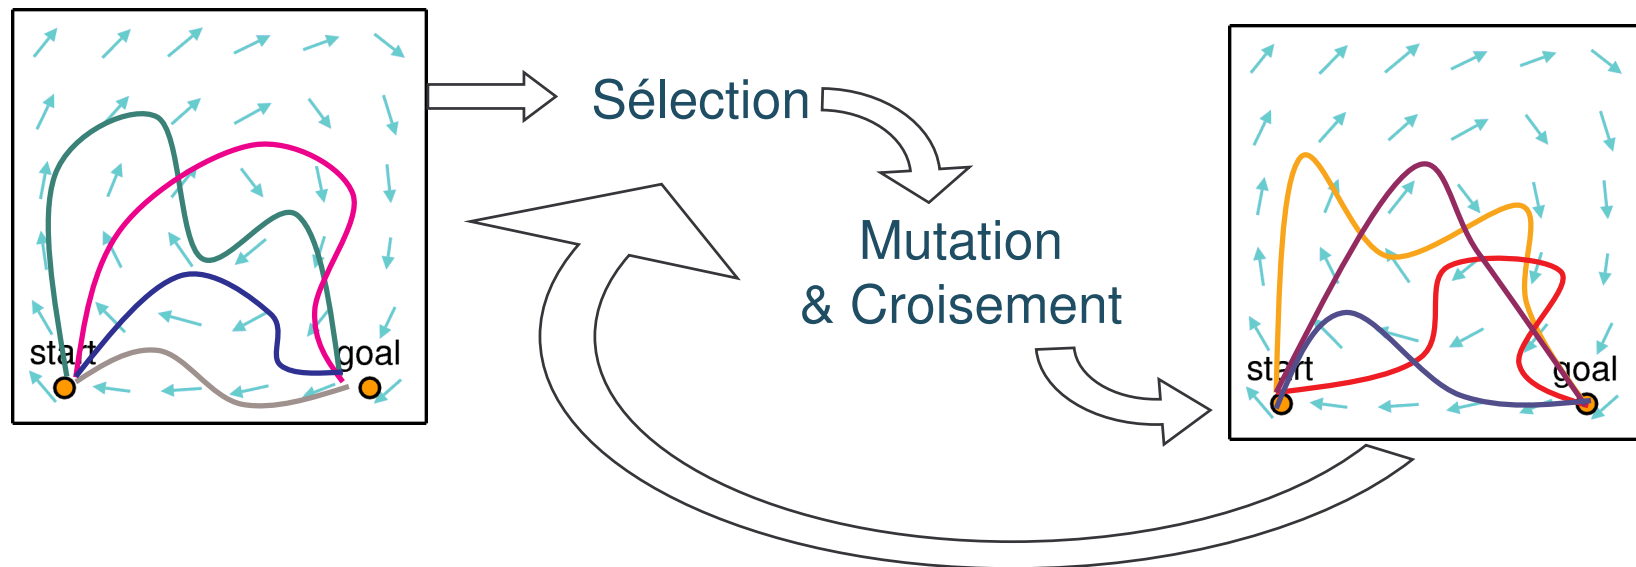 start
goal
Sélection
Mutation
& Croisement
start
goal